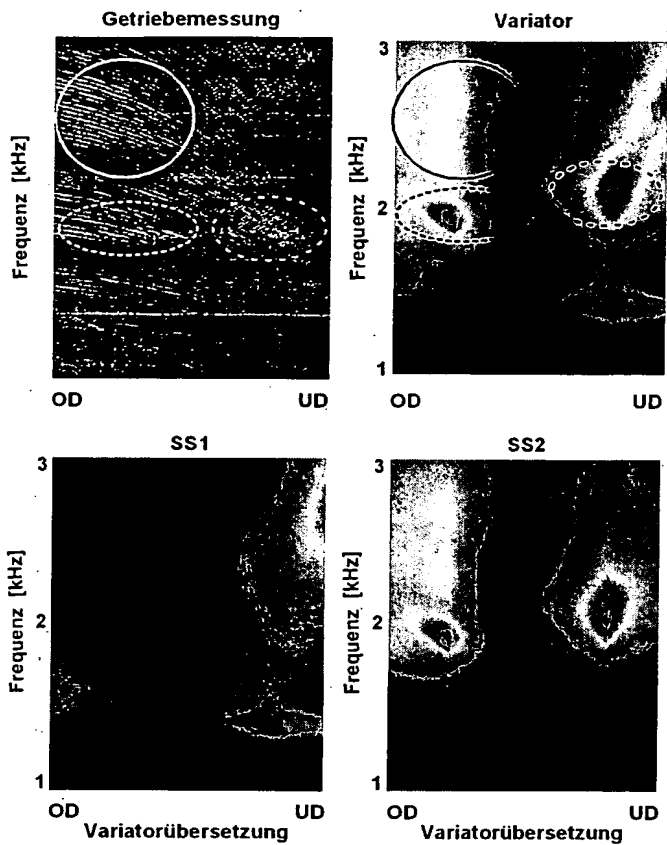 Getriebemessung
Variator
Frequenz [kHz]
OD
UD
3
2
1
Frequenz [kHz]
OD
UD
SS1
SS2
3
2
1
Frequenz [kHz]
OD
UD
Variatorübersetzung
3
2
1
Frequenz [kHz]
OD
UD
Variatorübersetzung